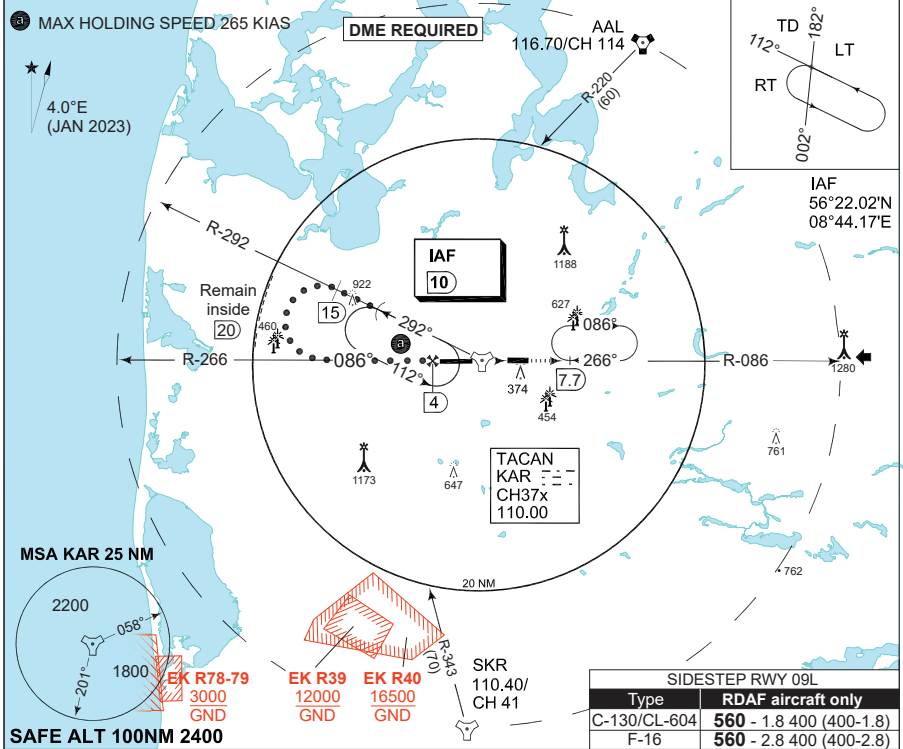 a MAX HOLDING SPEED 265 KIAS
DME REQUIRED
AAL
116.70/CH 114
R-220
(60)
4.0°E
(JAN 2023)
TD
182°
112°
LT
RT
002°
IAF
56°22.02'N
08°44.17'E
R-292
IAF
10
1188
Remain
inside
20
922
15
460
292°
627
086°
a
R-266
086°
112°
266°
R-086
7.7
374
4
454
1280
761
1173
647
TACAN
KAR
CH37x
110.00
762
20 NM
MSA KAR 25 NM
2200
058°
201°
1800
EK R78-79
3000
GND
EK R39
12000
GND
EK R40
16500
GND
R-343
(70)
SKR
110.40/
CH 41
SAFE ALT 100NM 2400
SIDESTEP RWY 09L
Type RDAF aircraft only
C-130/CL-604 560 - 1.8 400 (400-1.8)
F-16 560 - 2.8 400 (400-2.8)